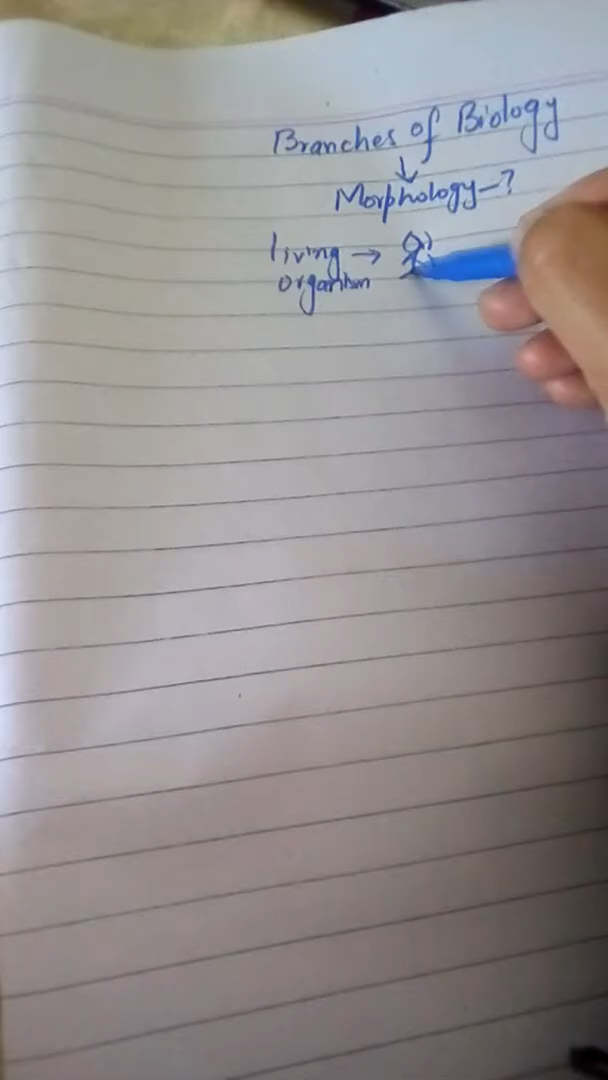 Branches of Biology
↓
Morphology-?
living →
organism